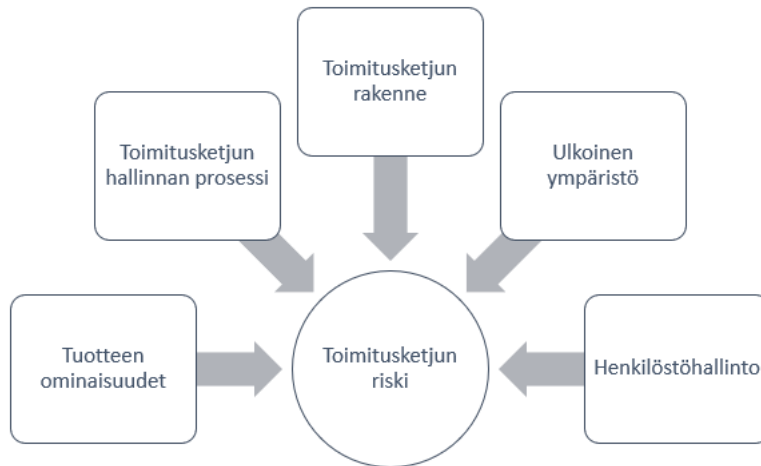 Toimitusketjun
rakenne
Toimitusketjun
hallinnan prosessi
Ulkoinen
ympäristö
Tuotteen
ominaisuudet
Toimitusketjun
riski
Henkilöstöhallinto